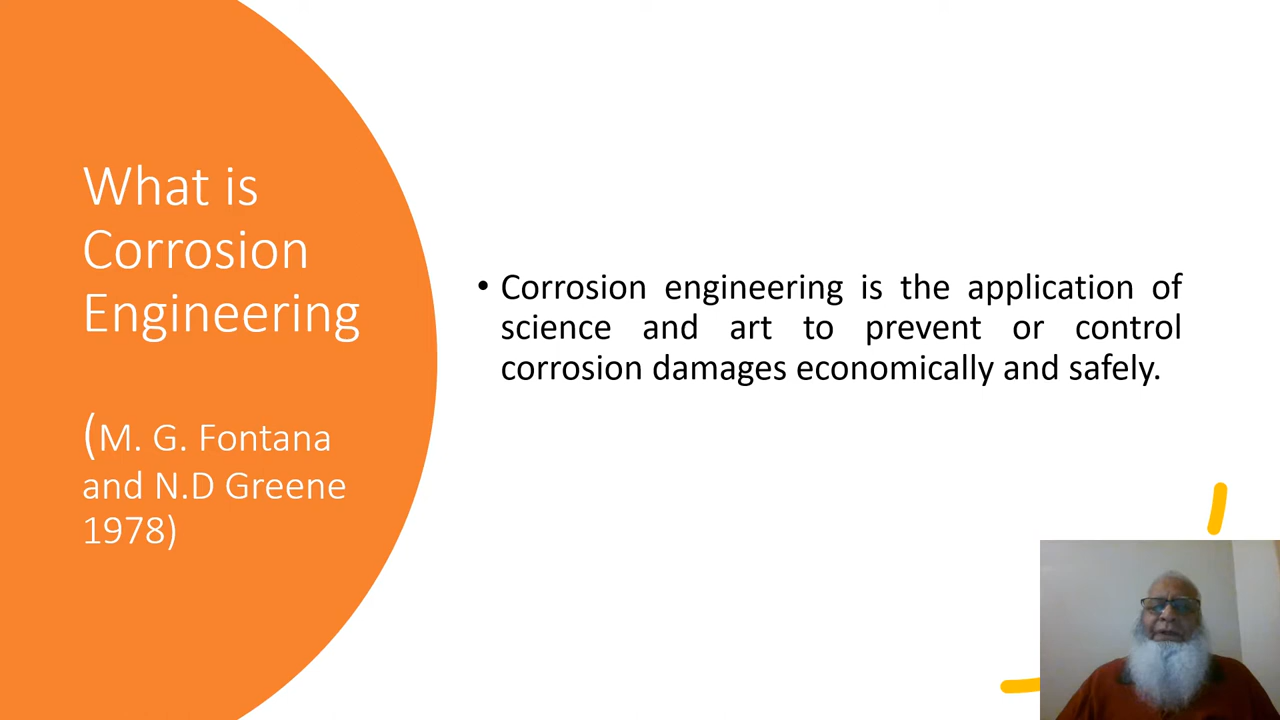 What is
Corrosion
Engineering
(M. G. Fontana
and N.D Greene
1978)
• Corrosion engineering is the application of
science and art to prevent or control
corrosion damages economically and safely.